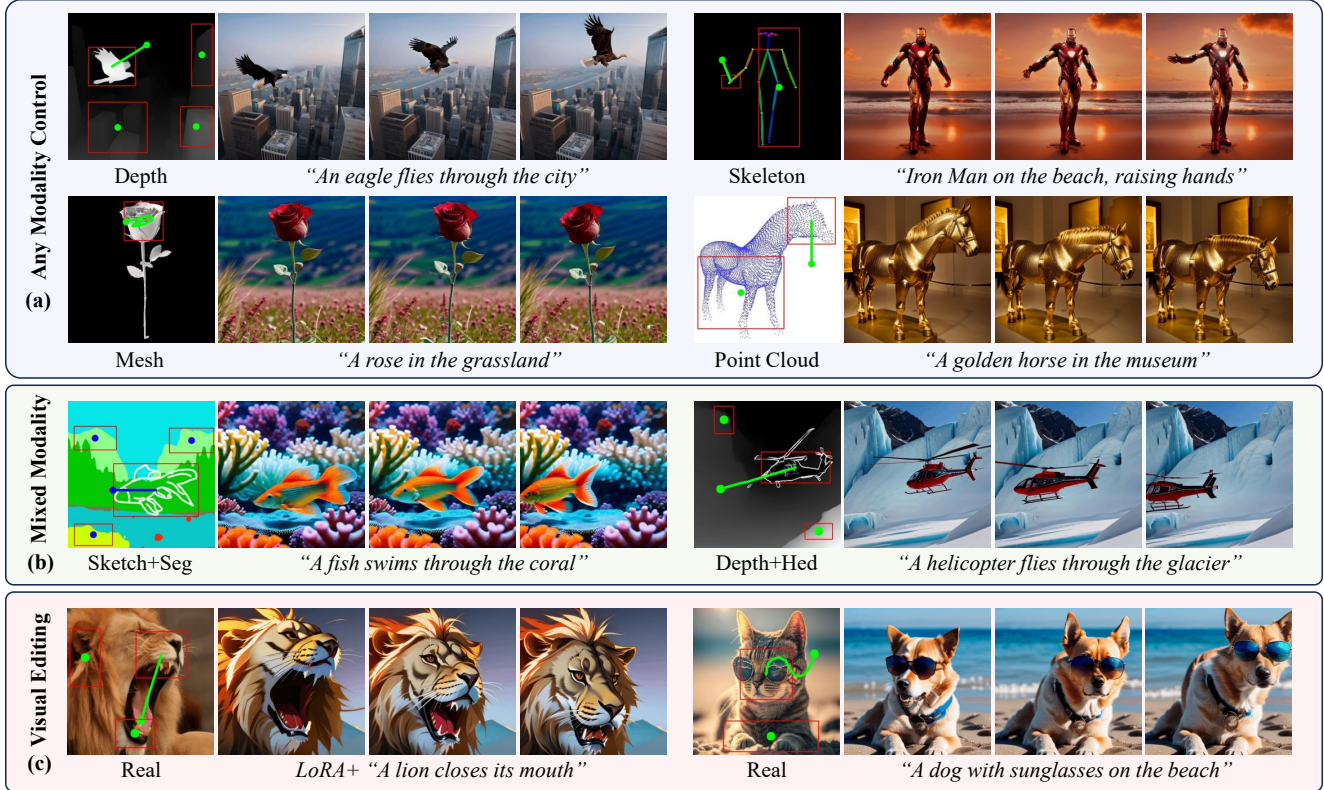 Any Modality Control
(a)
Depth
“An eagle flies through the city”
Skeleton
“Iron Man on the beach, raising hands”
Mesh
“A rose in the grassland”
Point Cloud
“A golden horse in the museum”
Mixed Modality
(b)
Sketch+Seg
“A fish swims through the coral”
Depth+Hed
“A helicopter flies through the glacier”
Visual Editing
(c)
Real
LoRA+ “A lion closes its mouth”
Real
“A dog with sunglasses on the beach”